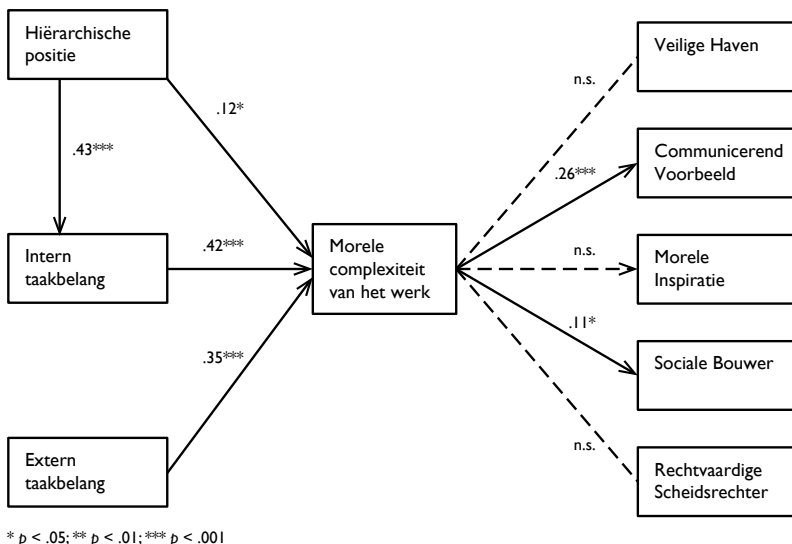 Hiërarchische
positie
Veilige Haven
n.s.
.12*
.43***
Communicerend
Voorbeeld
.26***
Intern
taakbelang
.42***
Morele
complexiteit
van het werk
n.s.
Morele
Inspiratie
.11*
.35***
Sociale Bouwer
n.s.
Extern
taakbelang
Rechtvaardige
Scheidsrechter
* p < .05; ** p < .01; *** p < .001